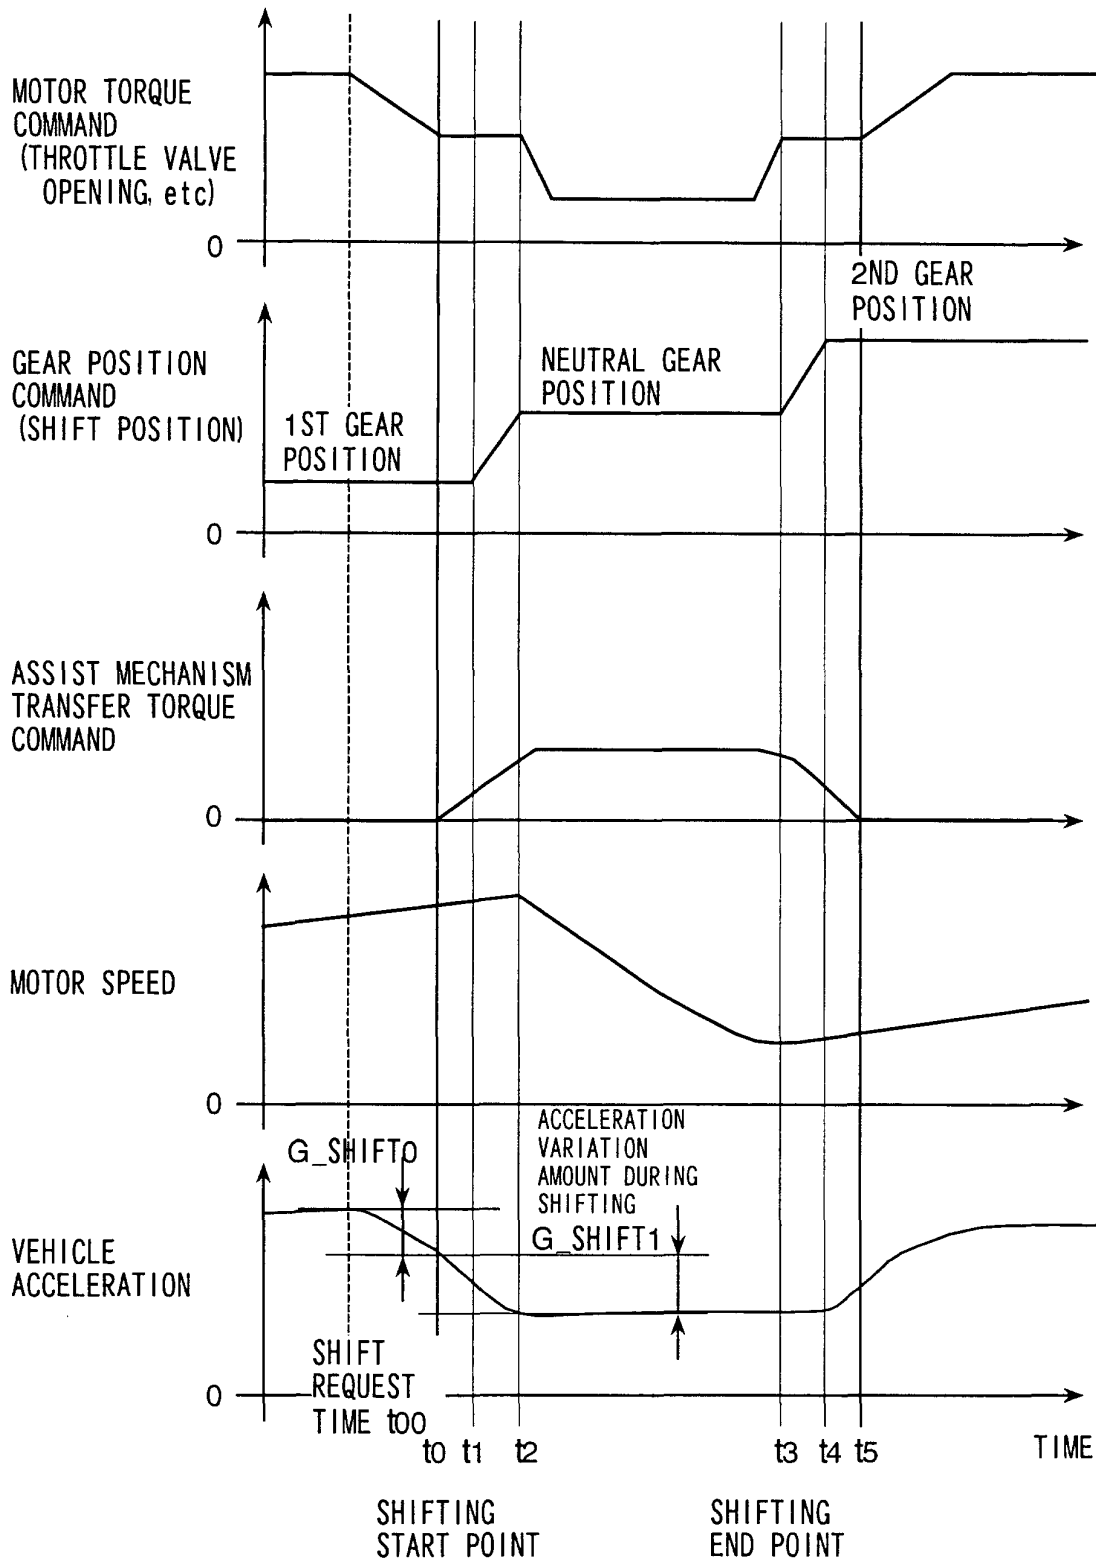 MOTOR TORQUE
COMMAND
(THROTTLE VALVE
OPENING, etc)
0
2ND GEAR
POSITION
GEAR POSITION
COMMAND
(SHIFT POSITION)
NEUTRAL GEAR
POSITION
1ST GEAR
POSITION
0
ASSIST MECHANISM
TRANSFER TORQUE
COMMAND
0
MOTOR SPEED
0
ACCELERATION
VARIATION
AMOUNT DURING
SHIFTING
G_SHIFT0
G_SHIFT1
VEHICLE
ACCELERATION
SHIFT
REQUEST
TIME t00
0
t0 t1 t2 t3 t4 t5 TIME
SHIFTING
START POINT
SHIFTING
END POINT